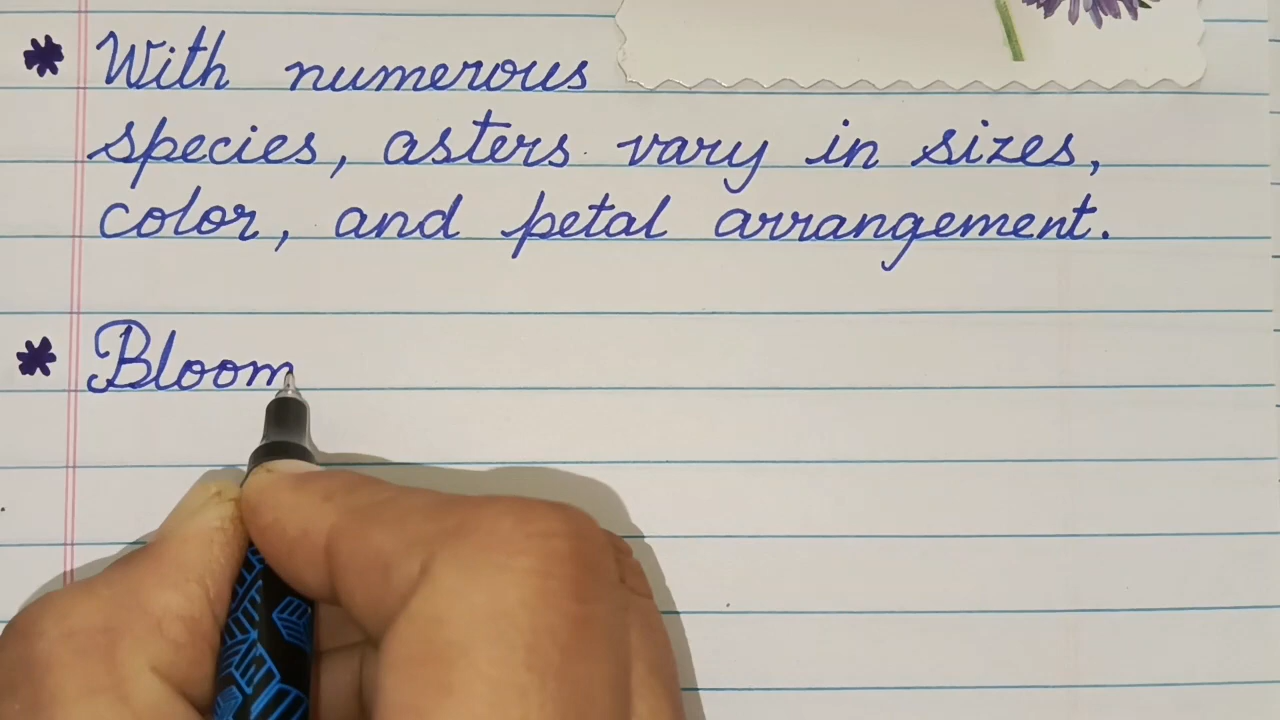 With numerous
species, asters vary in sizes,
color, and petal arrangement.
Bloom